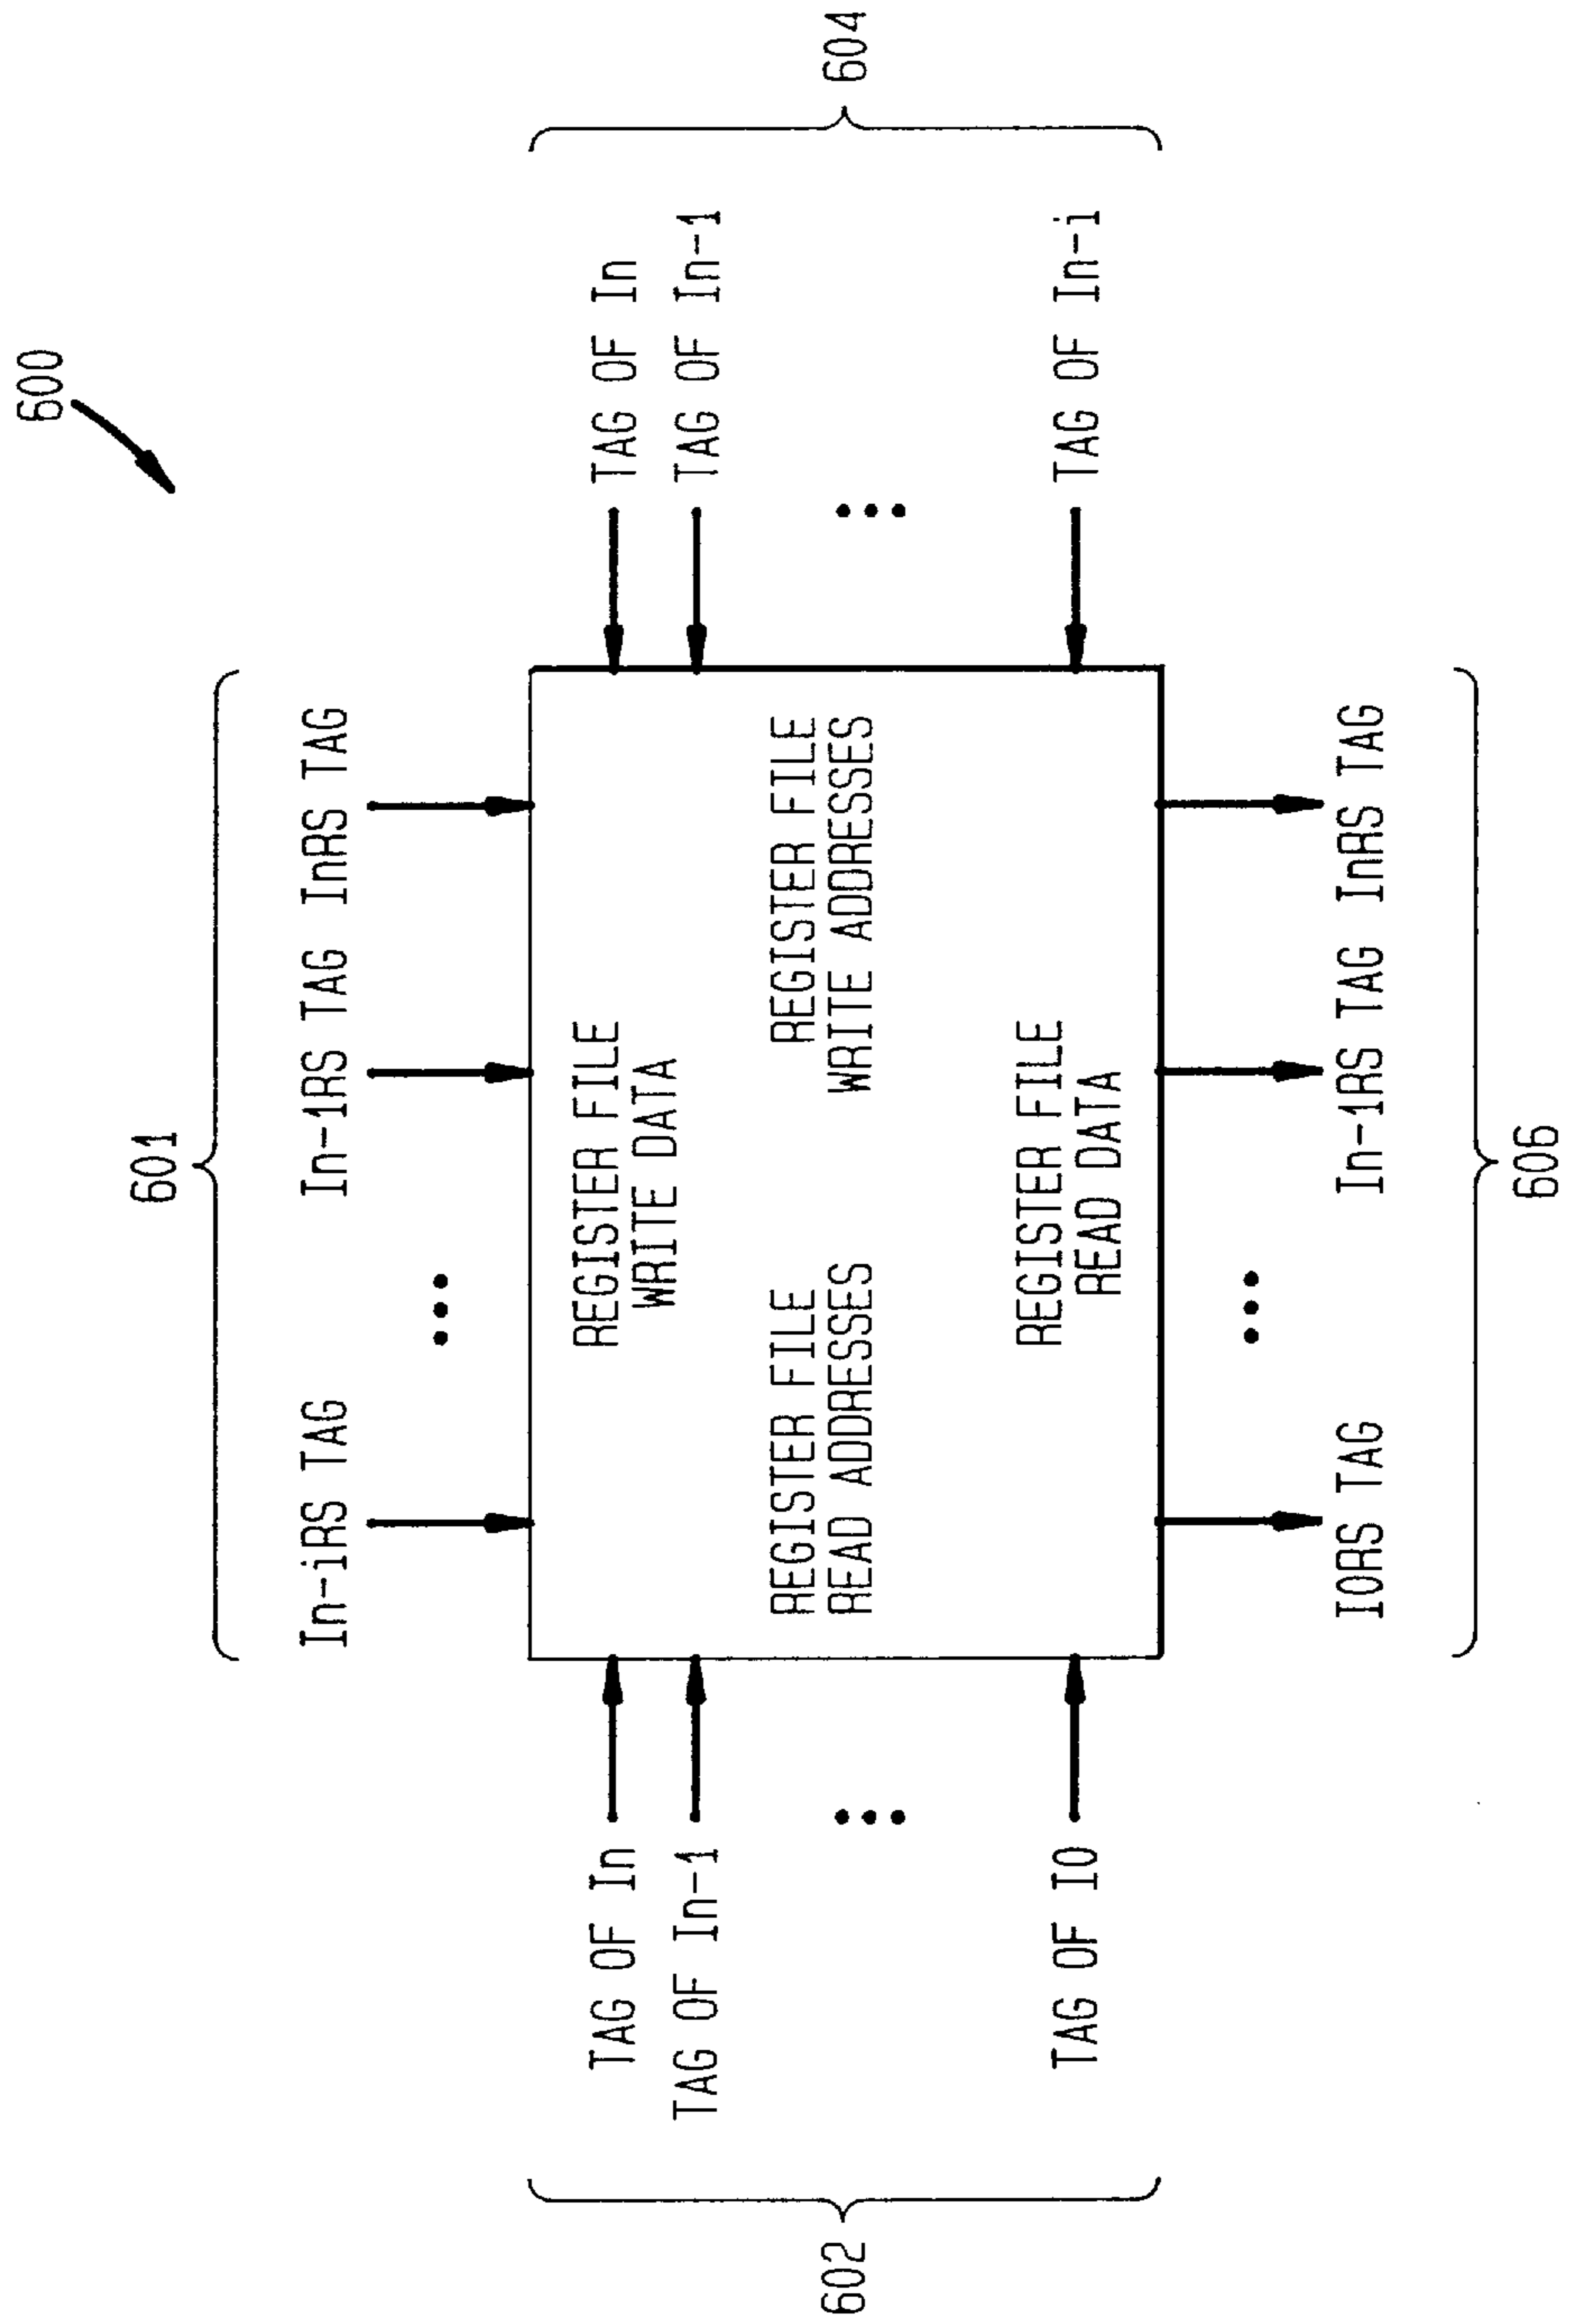 600
601
In-iRS TAG
In-1RS TAG
InRS TAG
TAG OF In
TAG OF In-1
TAG OF I0
602
REGISTER FILE
WRITE DATA
REGISTER FILE
READ ADDRESSES
REGISTER FILE
WRITE ADDRESSES
REGISTER FILE
READ DATA
TAG OF In
TAG OF In-1
TAG OF In-i
604
I0RS TAG
In-1RS TAG
InRS TAG
606